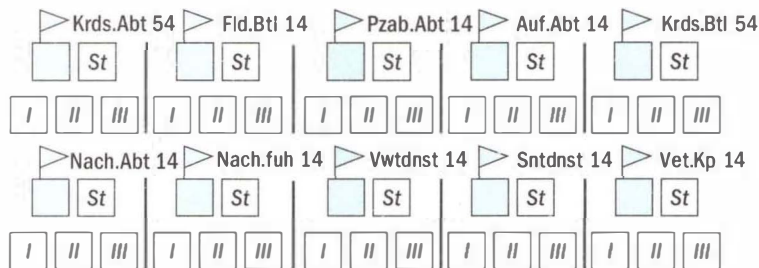 Krds.Abt 54 Fld.Btl 14 Pzab.Abt 14 Auf.Abt 14 Krds.Btl 54
St St St St St
I II III I II III I II III I II III I II III
Nach.Abt 14 Nach.fuh 14 Vwtdnst 14 Sntdnst 14 Vet.Kp 14
St St St St St
I II III I II III I II III I II III I II III